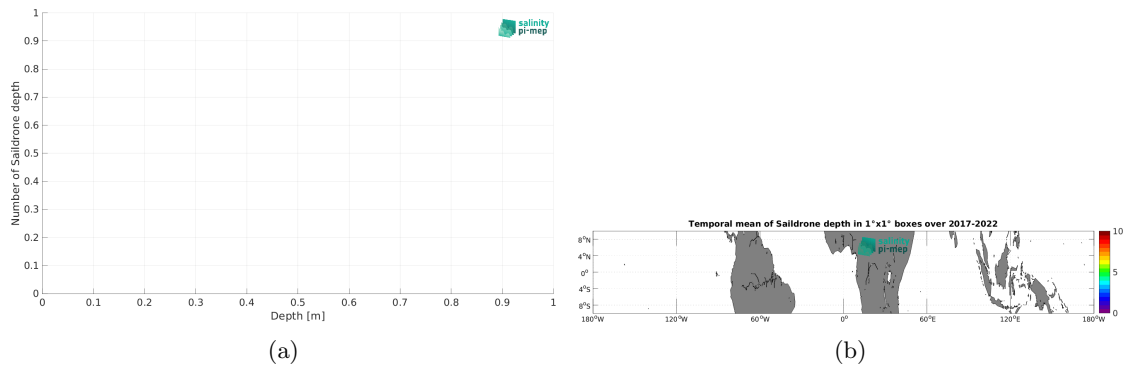 1
0.9
0.8
0.7
0.6
0.5
0.4
0.3
0.2
0.1
0
Number of Saildrone depth
salinity
pi-mep
0 0.1 0.2 0.3 0.4 0.5 0.6 0.7 0.8 0.9 1
Depth [m]
(a)
Temporal mean of Saildrone depth in 1°x1° boxes over 2017-2022
8°N
4°N
0°
4°S
8°S
salinity
pi-mep
180°W 120°W 60°W 0° 60°E 120°E 180°W
10
5
0
(b)